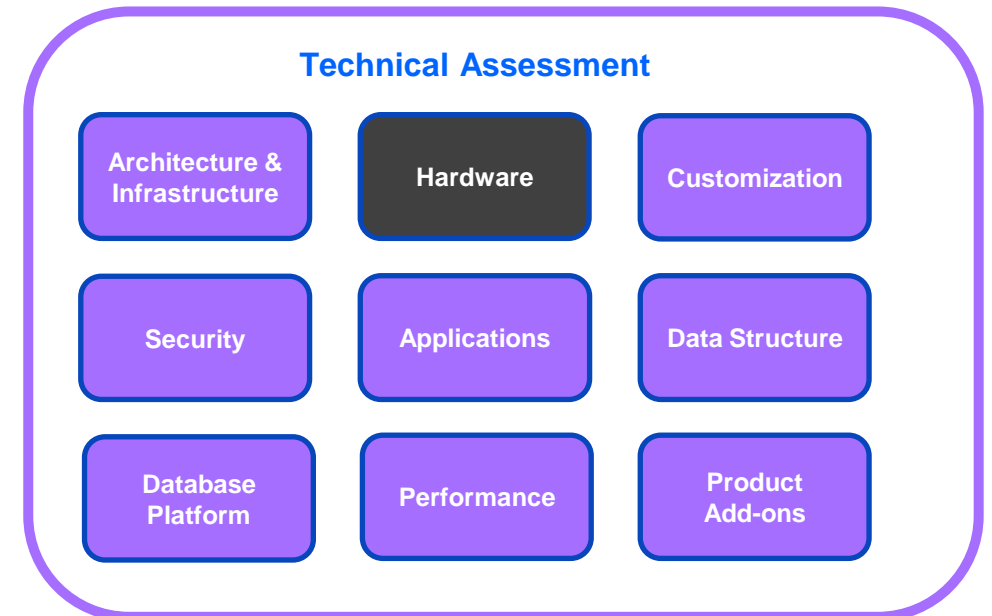 Technical Assessment
Architecture &
Infrastructure
Hardware
Customization
Security
Applications
Data Structure
Database
Platform
Performance
Product
Add-ons